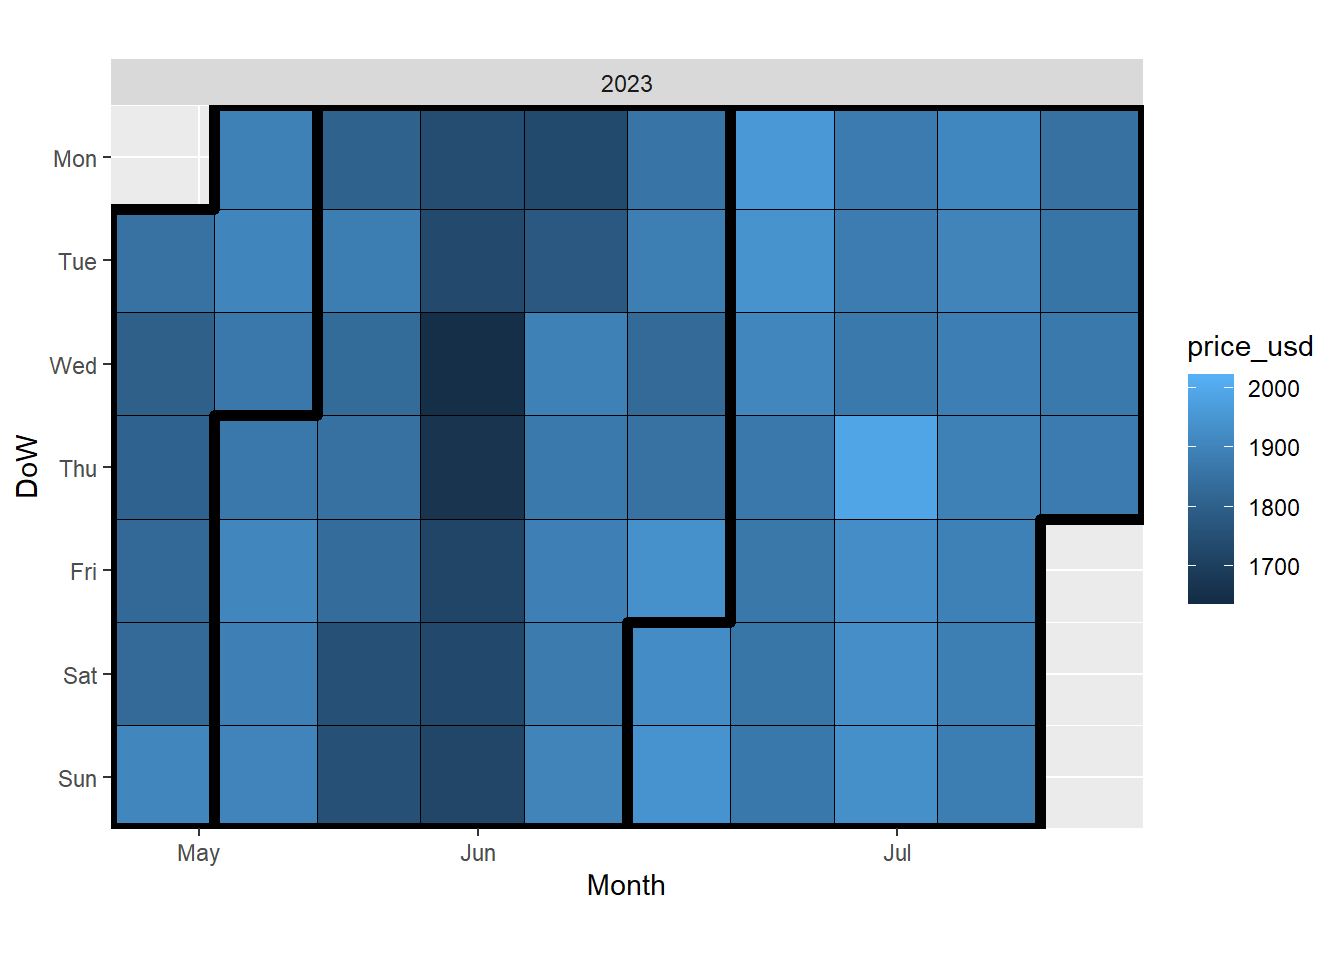 2023
Mon
Tue
Wed
Thu
Fri
Sat
Sun
DoW
May
Jun
Jul
Month
price_usd
2000
1900
1800
1700